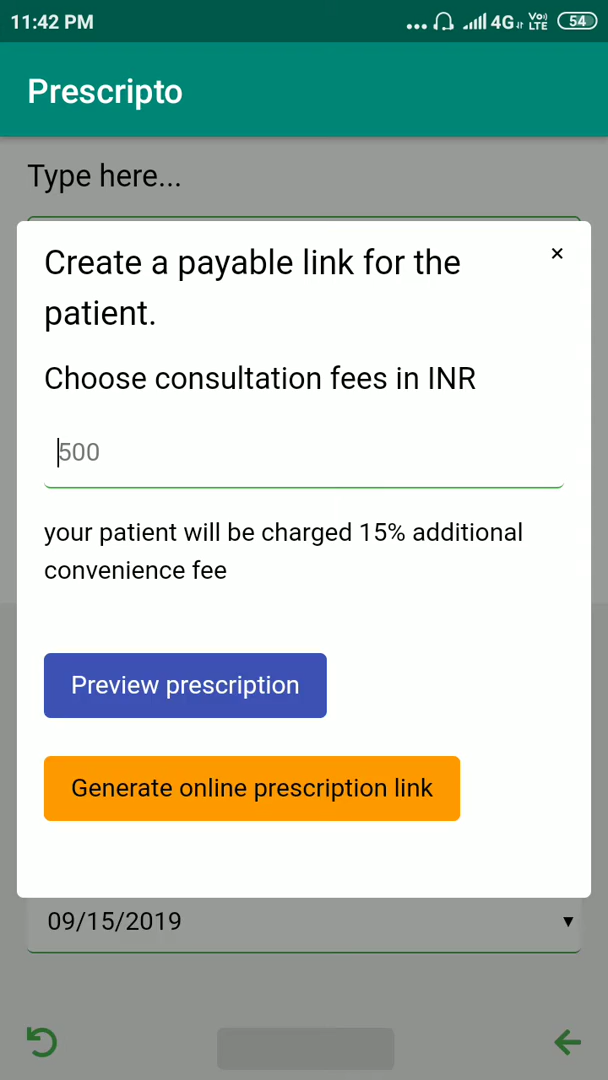 11:42 PM
4G
Vo))
LTE
54
Prescripto
Type here...
Create a payable link for the
patient.
×
Choose consultation fees in INR
500
your patient will be charged 15% additional
convenience fee
Preview prescription
Generate online prescription link
09/15/2019